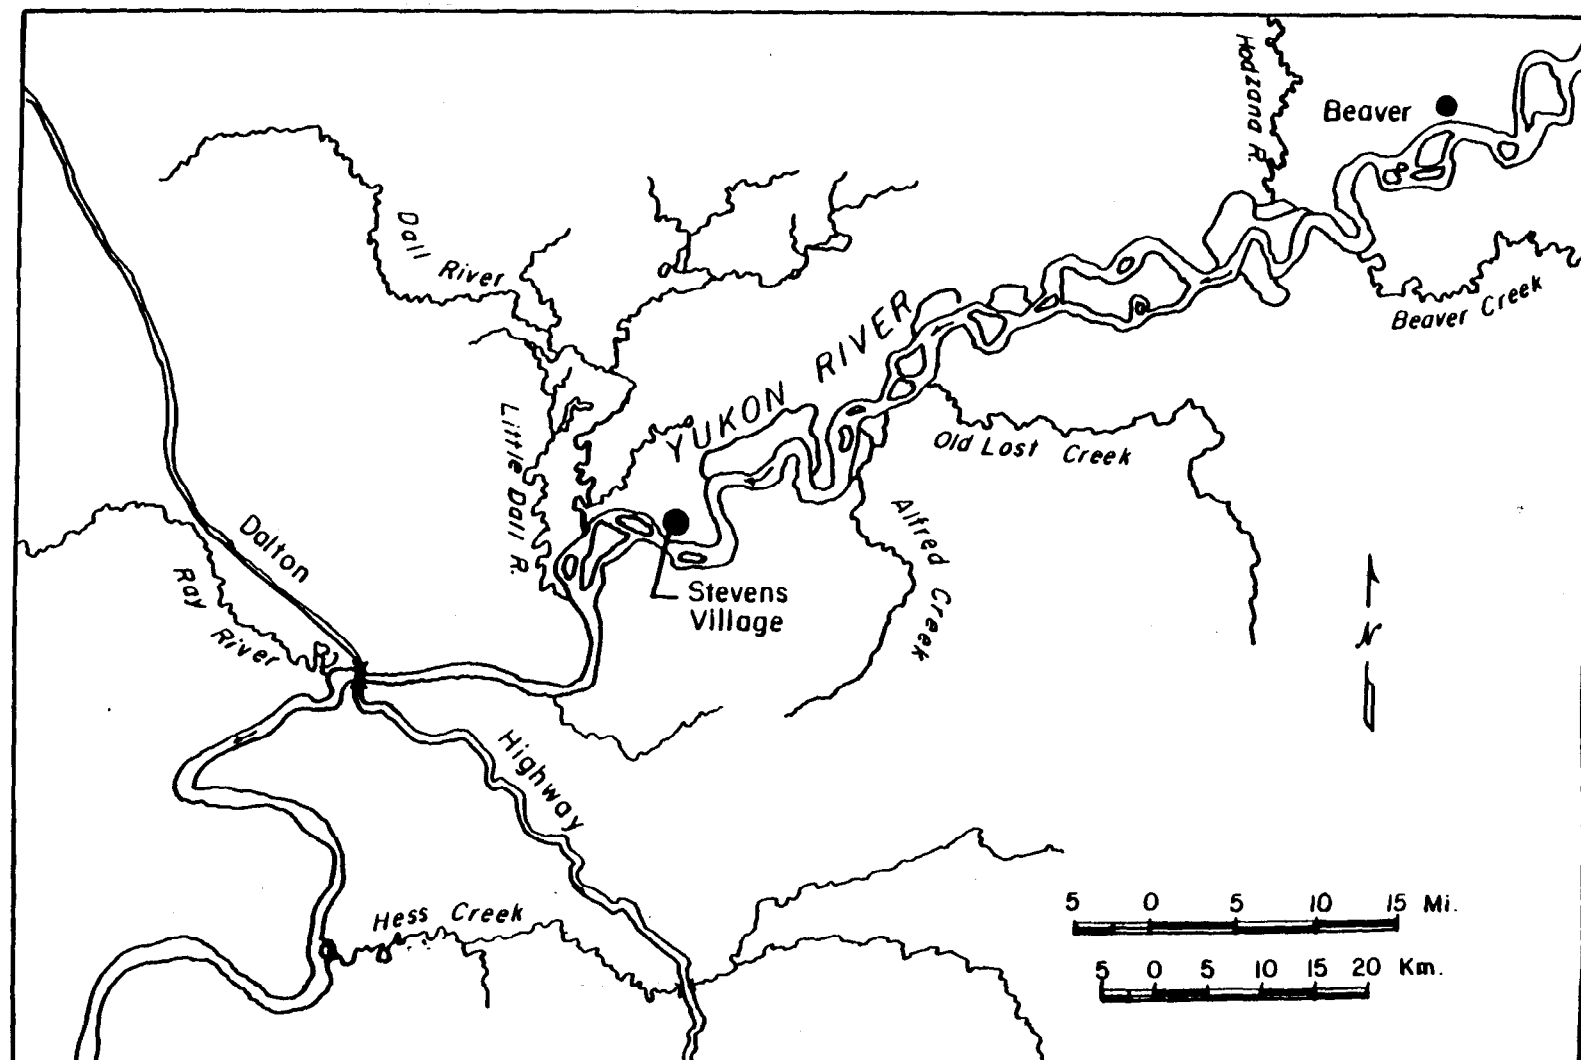 Hodzana R.
Beaver
Dall River
Beaver Creek
YUKON RIVER
Little Dall R.
Old Lost Creek
Alfred Creek
Dalton
Ray River
Stevens
Village
N
Highway
Hess Creek
5 0 5 10 15 Mi.
5 0 5 10 15 20 Km.